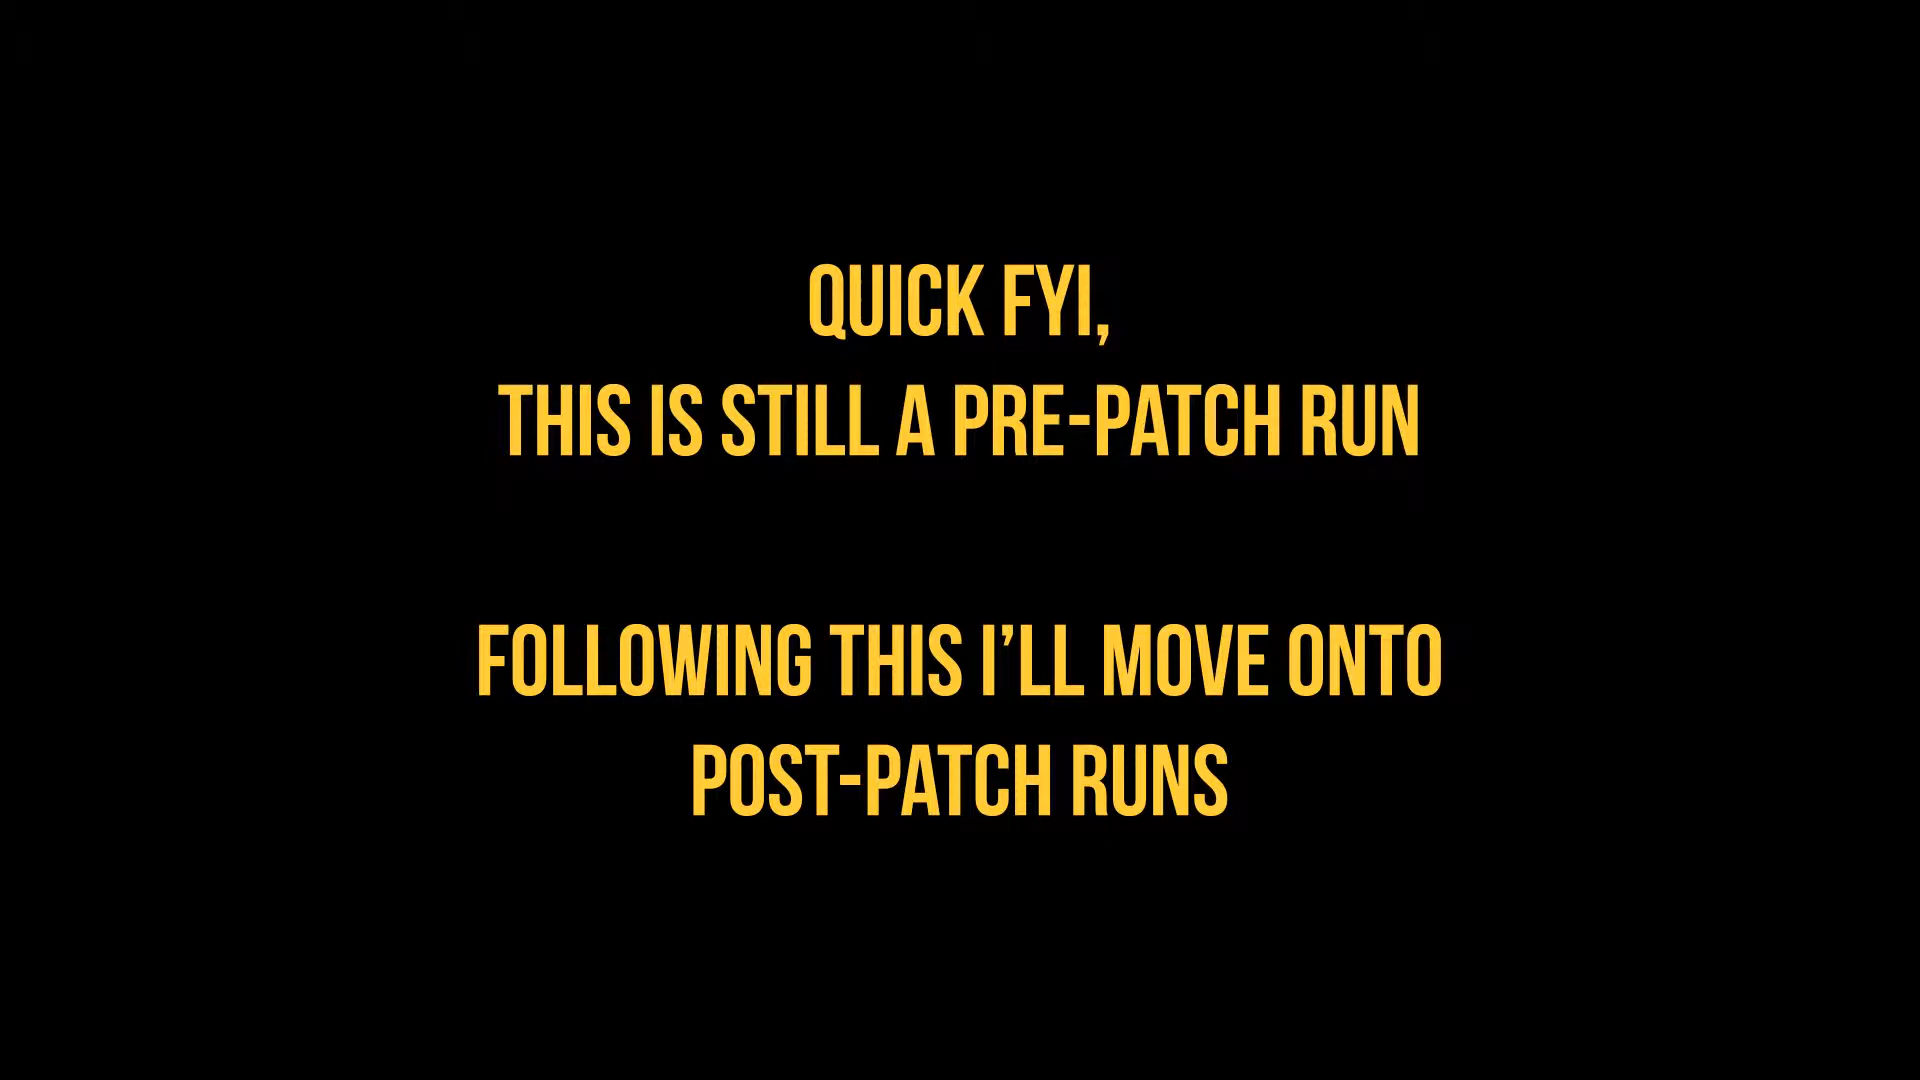 QUICK FYI,
THIS IS STILL A PRE-PATCH RUN
FOLLOWING THIS I’LL MOVE ONTO
POST-PATCH RUNS